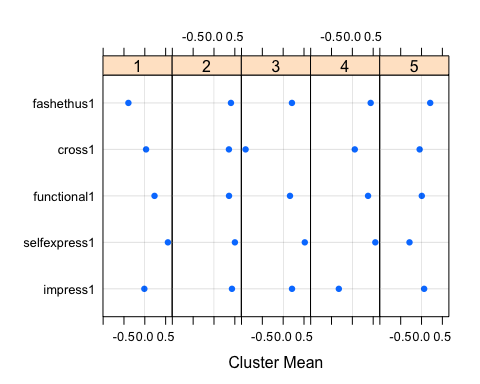 -0.50.0 0.5 -0.50.0 0.5
1 2 3 4 5
fashethus1
cross1
functional1
selfexpress1
impress1
-0.50.0 0.5 -0.50.0 0.5 -0.50.0 0.5
Cluster Mean